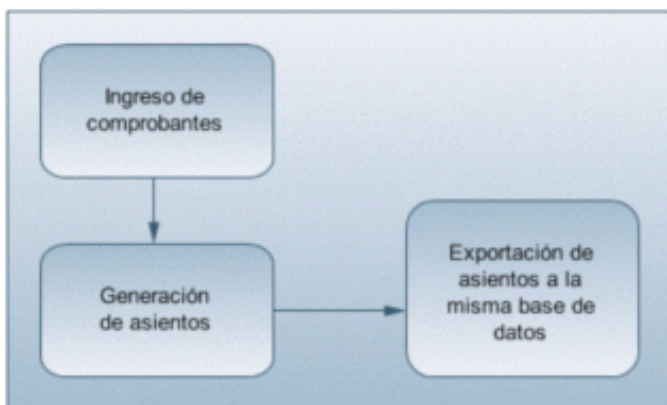 Ingreso de
comprobantes
Generación
de asientos
Exportación de
asientos a la
misma base de
datos